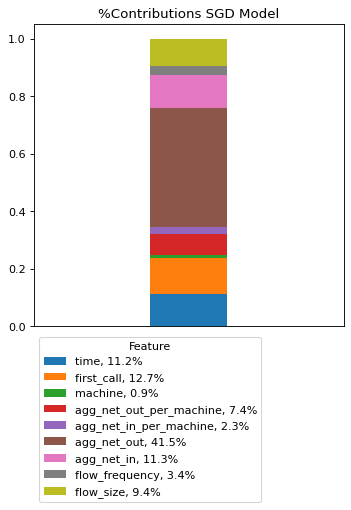 %Contributions SGD Model
1.0
0.8
0.6
0.4
0.2
0.0
Feature
time, 11.2%
first_call, 12.7%
machine, 0.9%
agg_net_out_per_machine, 7.4%
agg_net_in_per_machine, 2.3%
agg_net_out, 41.5%
agg_net_in, 11.3%
flow_frequency, 3.4%
flow_size, 9.4%